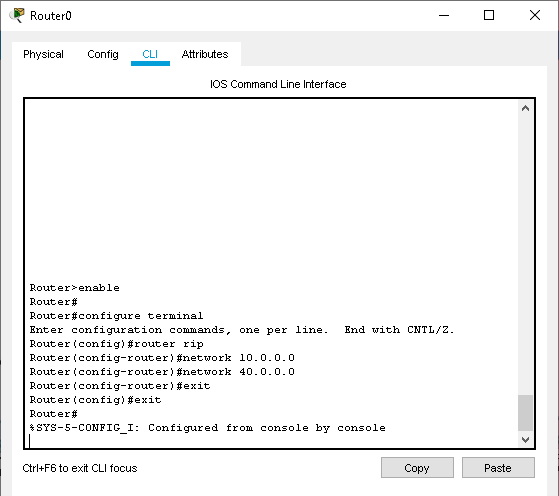 Router0
Physical Config CLI Attributes
IOS Command Line Interface
Router>enable
Router#
Router#configure terminal
Enter configuration commands, one per line.  End with CNTL/Z.
Router(config)#router rip
Router(config-router)#network 10.0.0.0
Router(config-router)#network 40.0.0.0
Router(config-router)#exit
Router(config)#exit
Router#
%SYS-5-CONFIG_I: Configured from console by console
Ctrl+F6 to exit CLI focus
Copy Paste